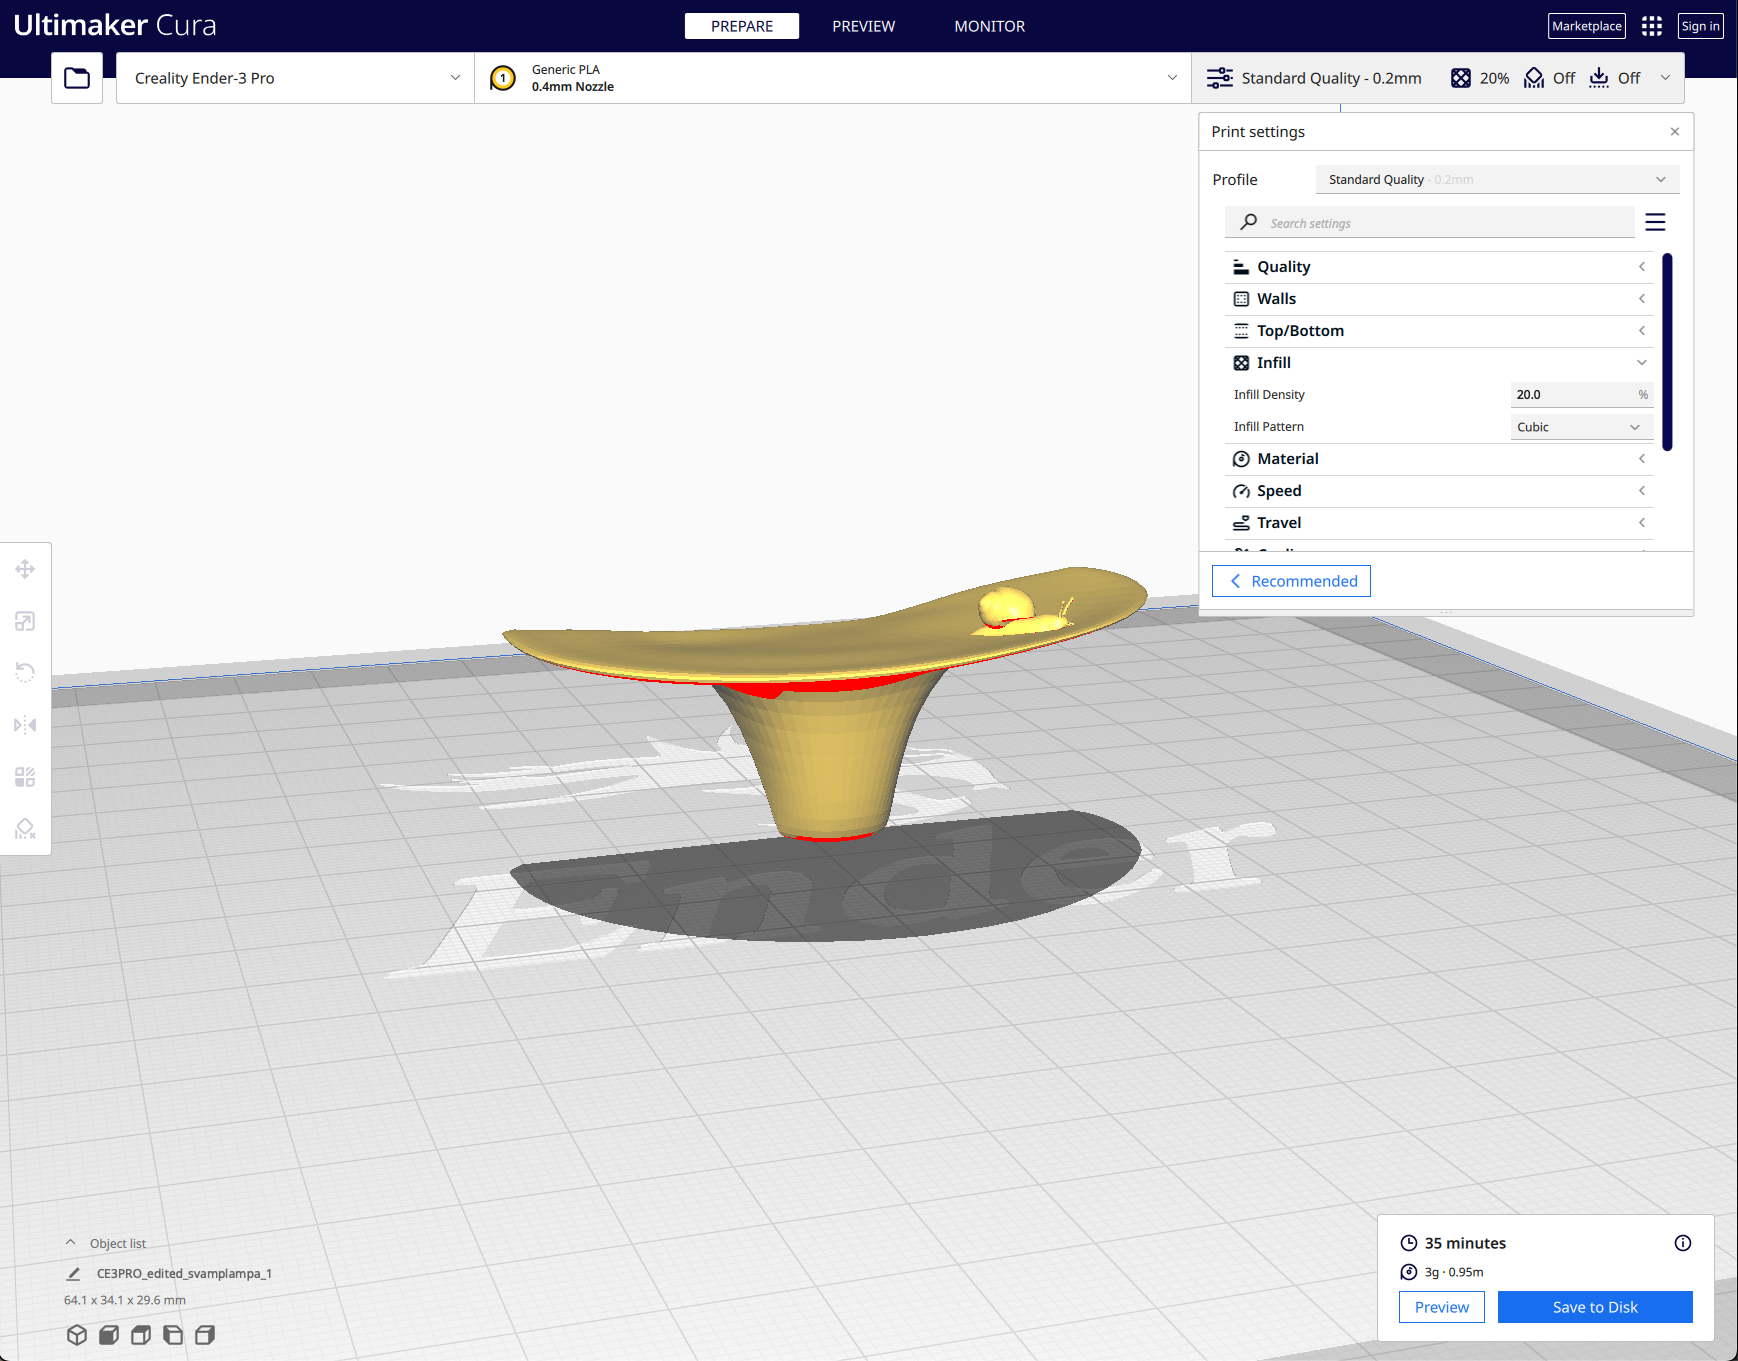 Ultimaker Cura
PREPARE
PREVIEW
MONITOR
Marketplace
Sign in
Creality Ender-3 Pro
1
Generic PLA
0.4mm Nozzle
Standard Quality - 0.2mm
20%
Off
Off
Print settings
Profile
Standard Quality - 0.2mm
Search settings
Quality
Walls
Top/Bottom
Infill
Infill Density
20.0 %
Infill Pattern
Cubic
Material
Speed
Travel
Recommended
Ender
Object list
CE3PRO_edited_svamplampa_1
64.1 x 34.1 x 29.6 mm
35 minutes
3g · 0.95m
Preview
Save to Disk